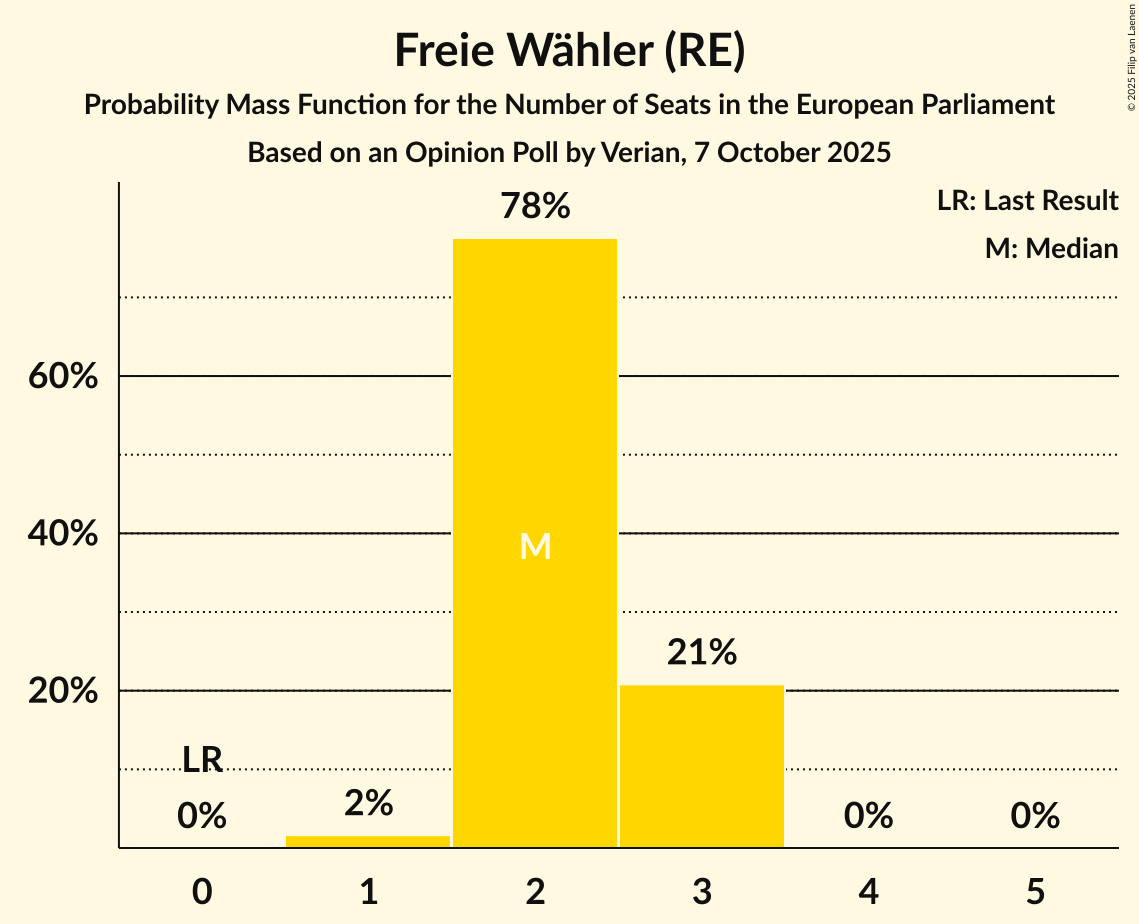 Freie Wähler (RE)
Probability Mass Function for the Number of Seats in the European Parliament
Based on an Opinion Poll by Verian, 7 October 2025
© 2025 Filip van Laenen
LR: Last Result
M: Median
78%
60%
40%
M
21%
20%
LR
0%
2%
0%
0%
0 1 2 3 4 5